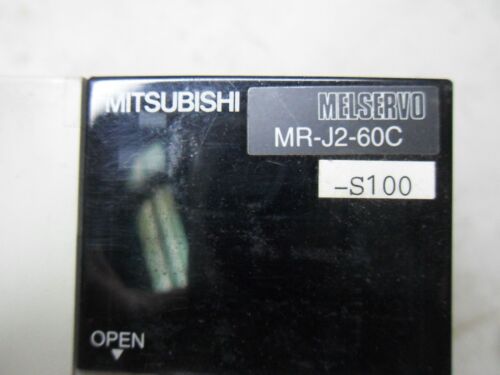 MITSUBISHI
MELSERVO
MR-J2-60C
-S100
OPEN